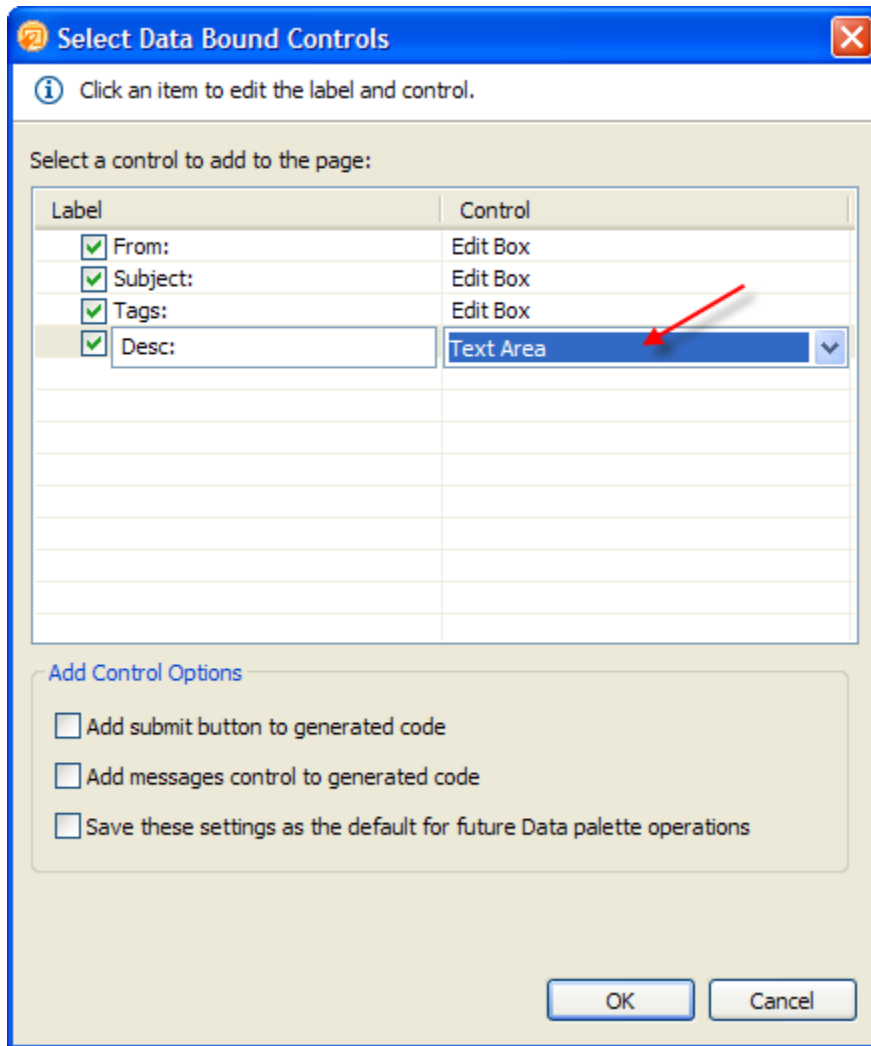 Select Data Bound Controls
Click an item to edit the label and control.
Select a control to add to the page:
Label Control
From: Edit Box
Subject: Edit Box
Tags: Edit Box
Desc: Text Area
Add Control Options
Add submit button to generated code
Add messages control to generated code
Save these settings as the default for future Data palette operations
OK Cancel